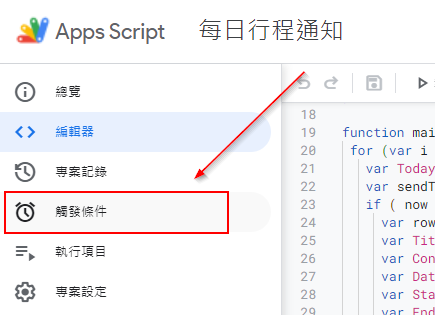 Apps Script 每日行程通知
總覽
編輯器
專案記錄
觸發條件
執行項目
專案設定
18
19 function mai
20 for (var i
21 var Today
22 var sendT
23 if ( now
24 var row
25 var Tit
26 var Con
27 var Dat
28 var Sta
29 var End